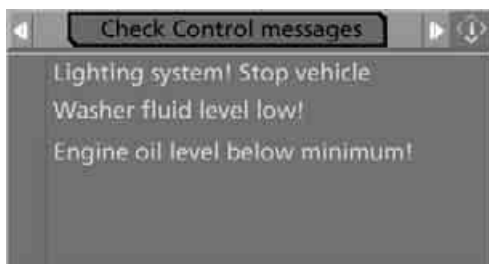 Check Control messages
Lighting system! Stop vehicle
Washer fluid level low!
Engine oil level below minimum!